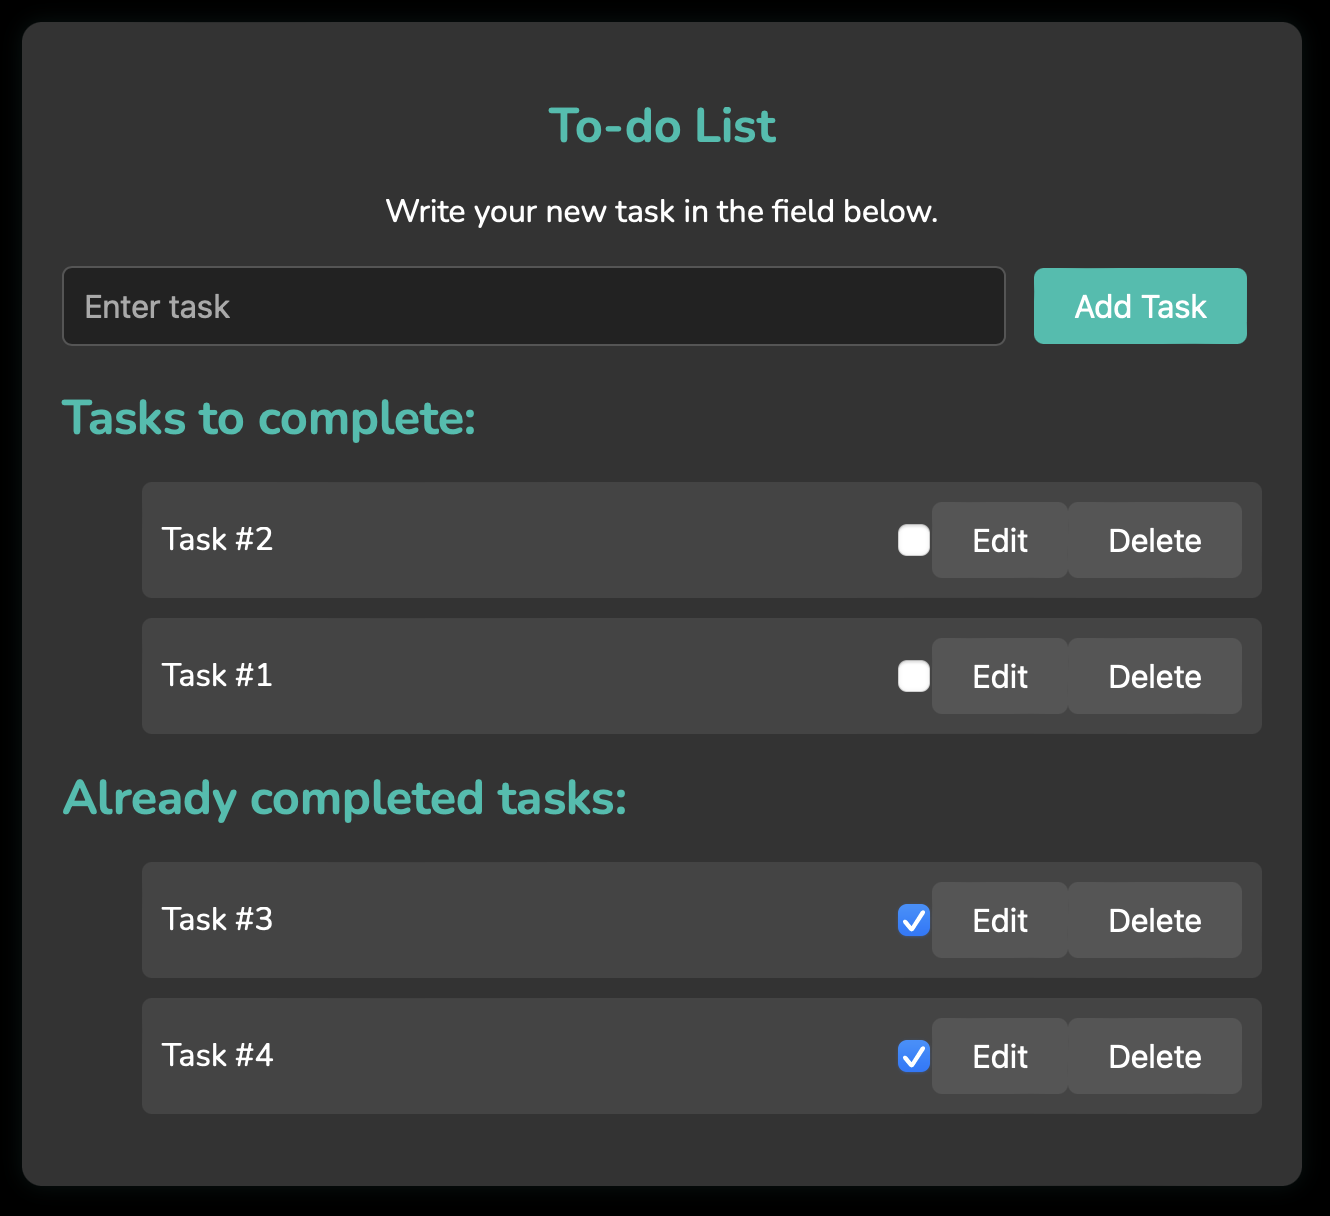 To-do List
Write your new task in the field below.
Enter task Add Task
Tasks to complete:
Task #2 Edit Delete
Task #1 Edit Delete
Already completed tasks:
Task #3 Edit Delete
Task #4 Edit Delete